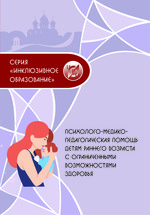 СЕРИЯ
«ИНКЛЮЗИВНОЕ
ОБРАЗОВАНИЕ»
ПСИХОЛОГО-МЕДИКО-
ПЕДАГОГИЧЕСКАЯ ПОМОЩЬ
ДЕТЯМ РАННЕГО ВОЗРАСТА
С ОГРАНИЧЕННЫМИ
ВОЗМОЖНОСТЯМИ
ЗДОРОВЬЯ